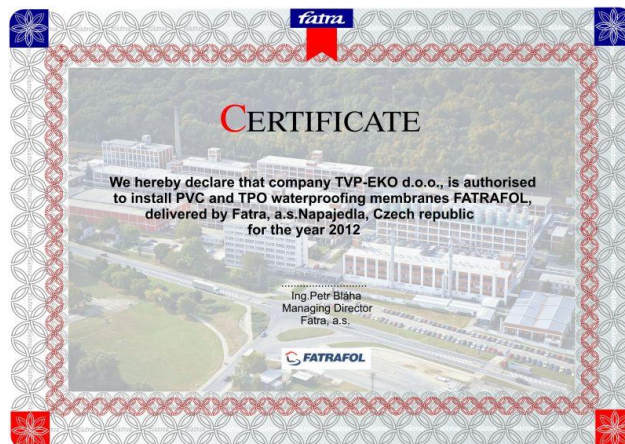 fatra
CERTIFICATE
We hereby declare that company TVP-EKO d.o.o., is authorised
to install PVC and TPO waterproofing membranes FATRAFOL,
delivered by Fatra, a.s.Napajedla, Czech republic
for the year 2012
........................
Ing.Petr Bláha
Managing Director
Fatra, a.s.
FATRAFOL